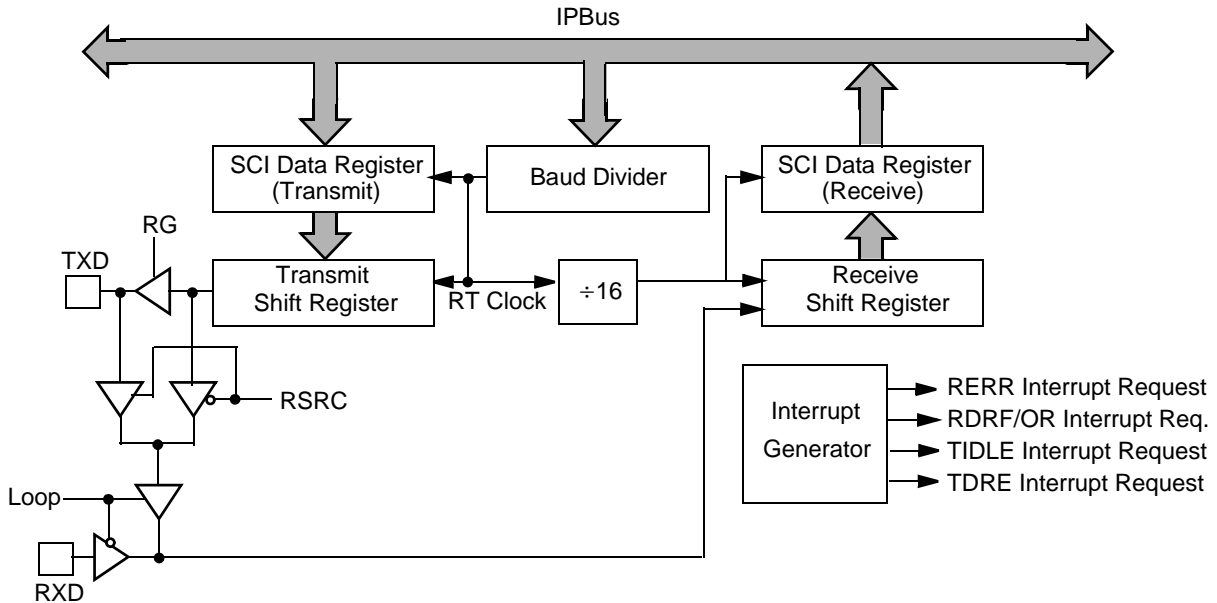 IPBus
SCI Data Register
(Transmit)
Baud Divider
SCI Data Register
(Receive)
RG
TXD
Transmit
Shift Register
RT Clock
÷16
Receive
Shift Register
RSRC
Interrupt
Generator
RERR Interrupt Request
RDRF/OR Interrupt Req.
TIDLE Interrupt Request
TDRE Interrupt Request
Loop
RXD